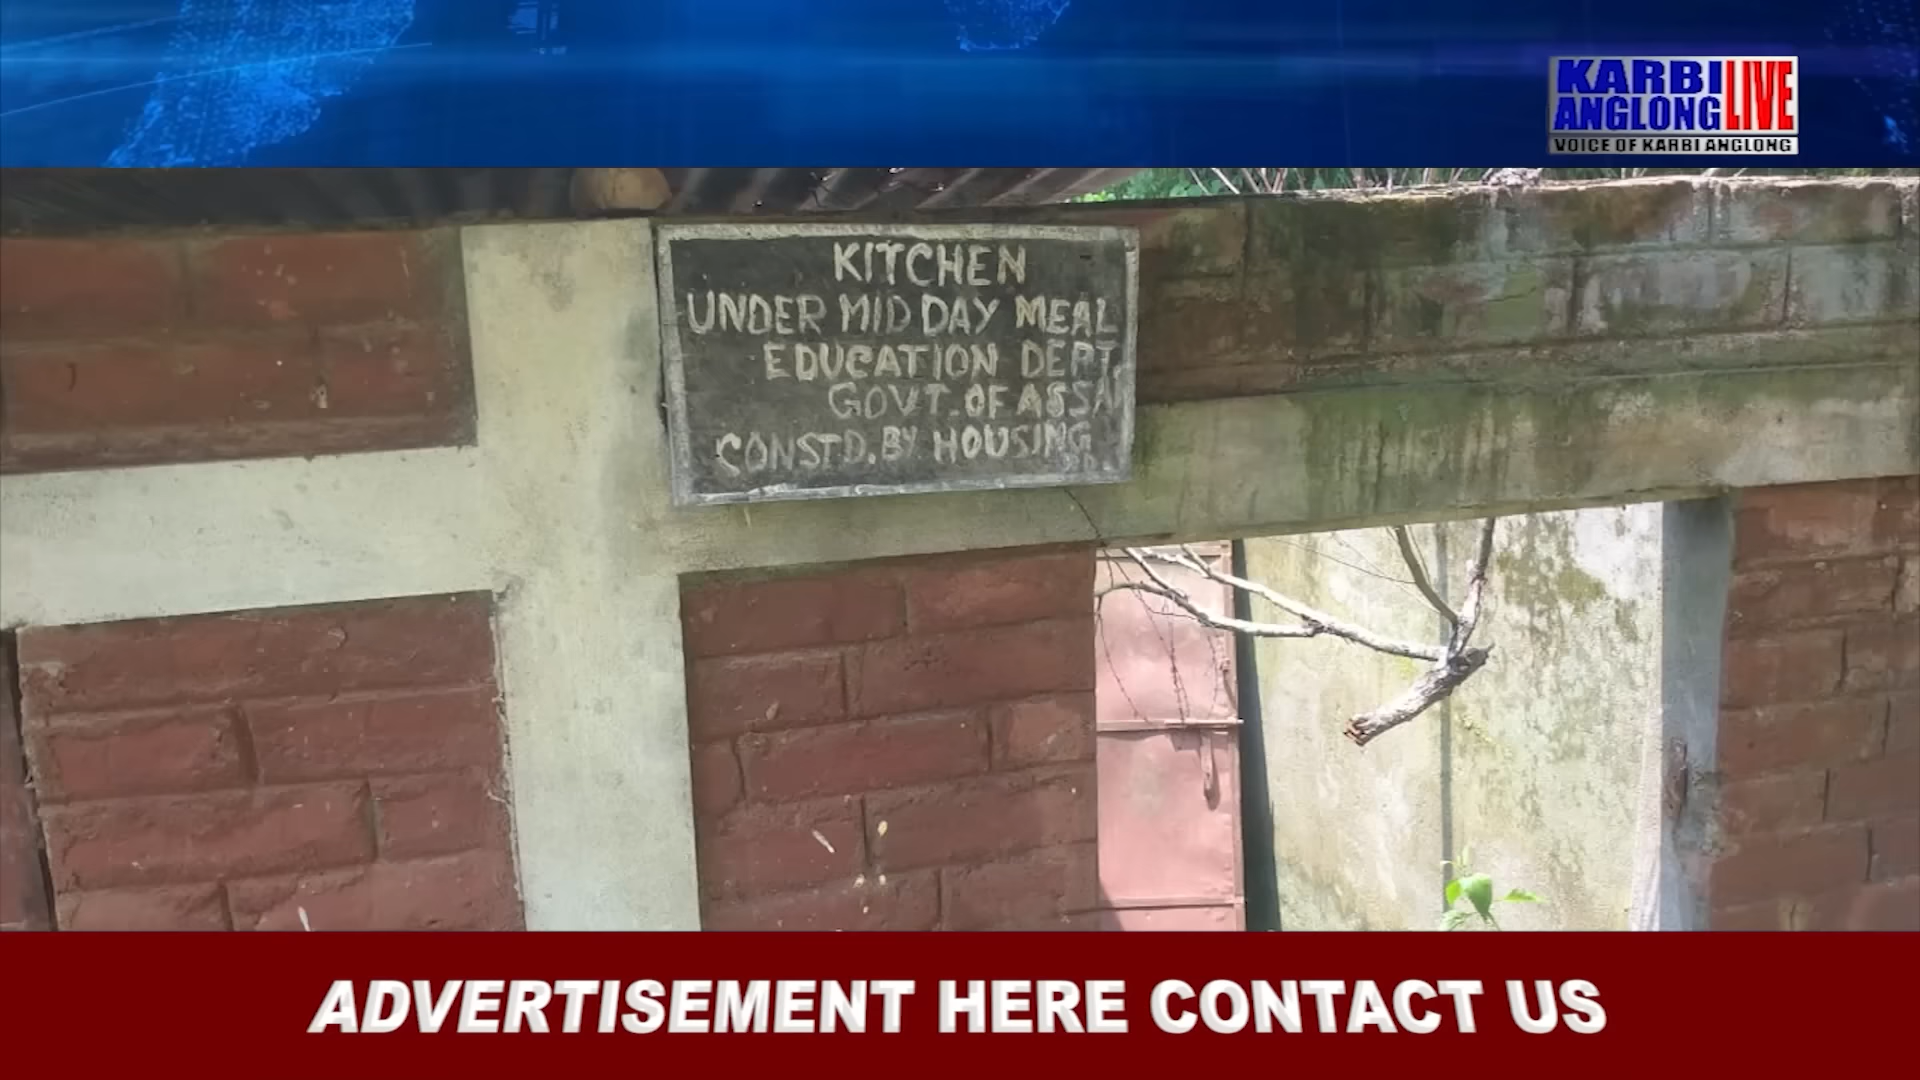 KARBI
ANGLONG LIVE
VOICE OF KARBI ANGLONG
KITCHEN
UNDER MID DAY MEAL
EDUCATION DEPT.
GOVT. OF ASSA
CONSTD. BY HOUSING
ADVERTISEMENT HERE CONTACT US